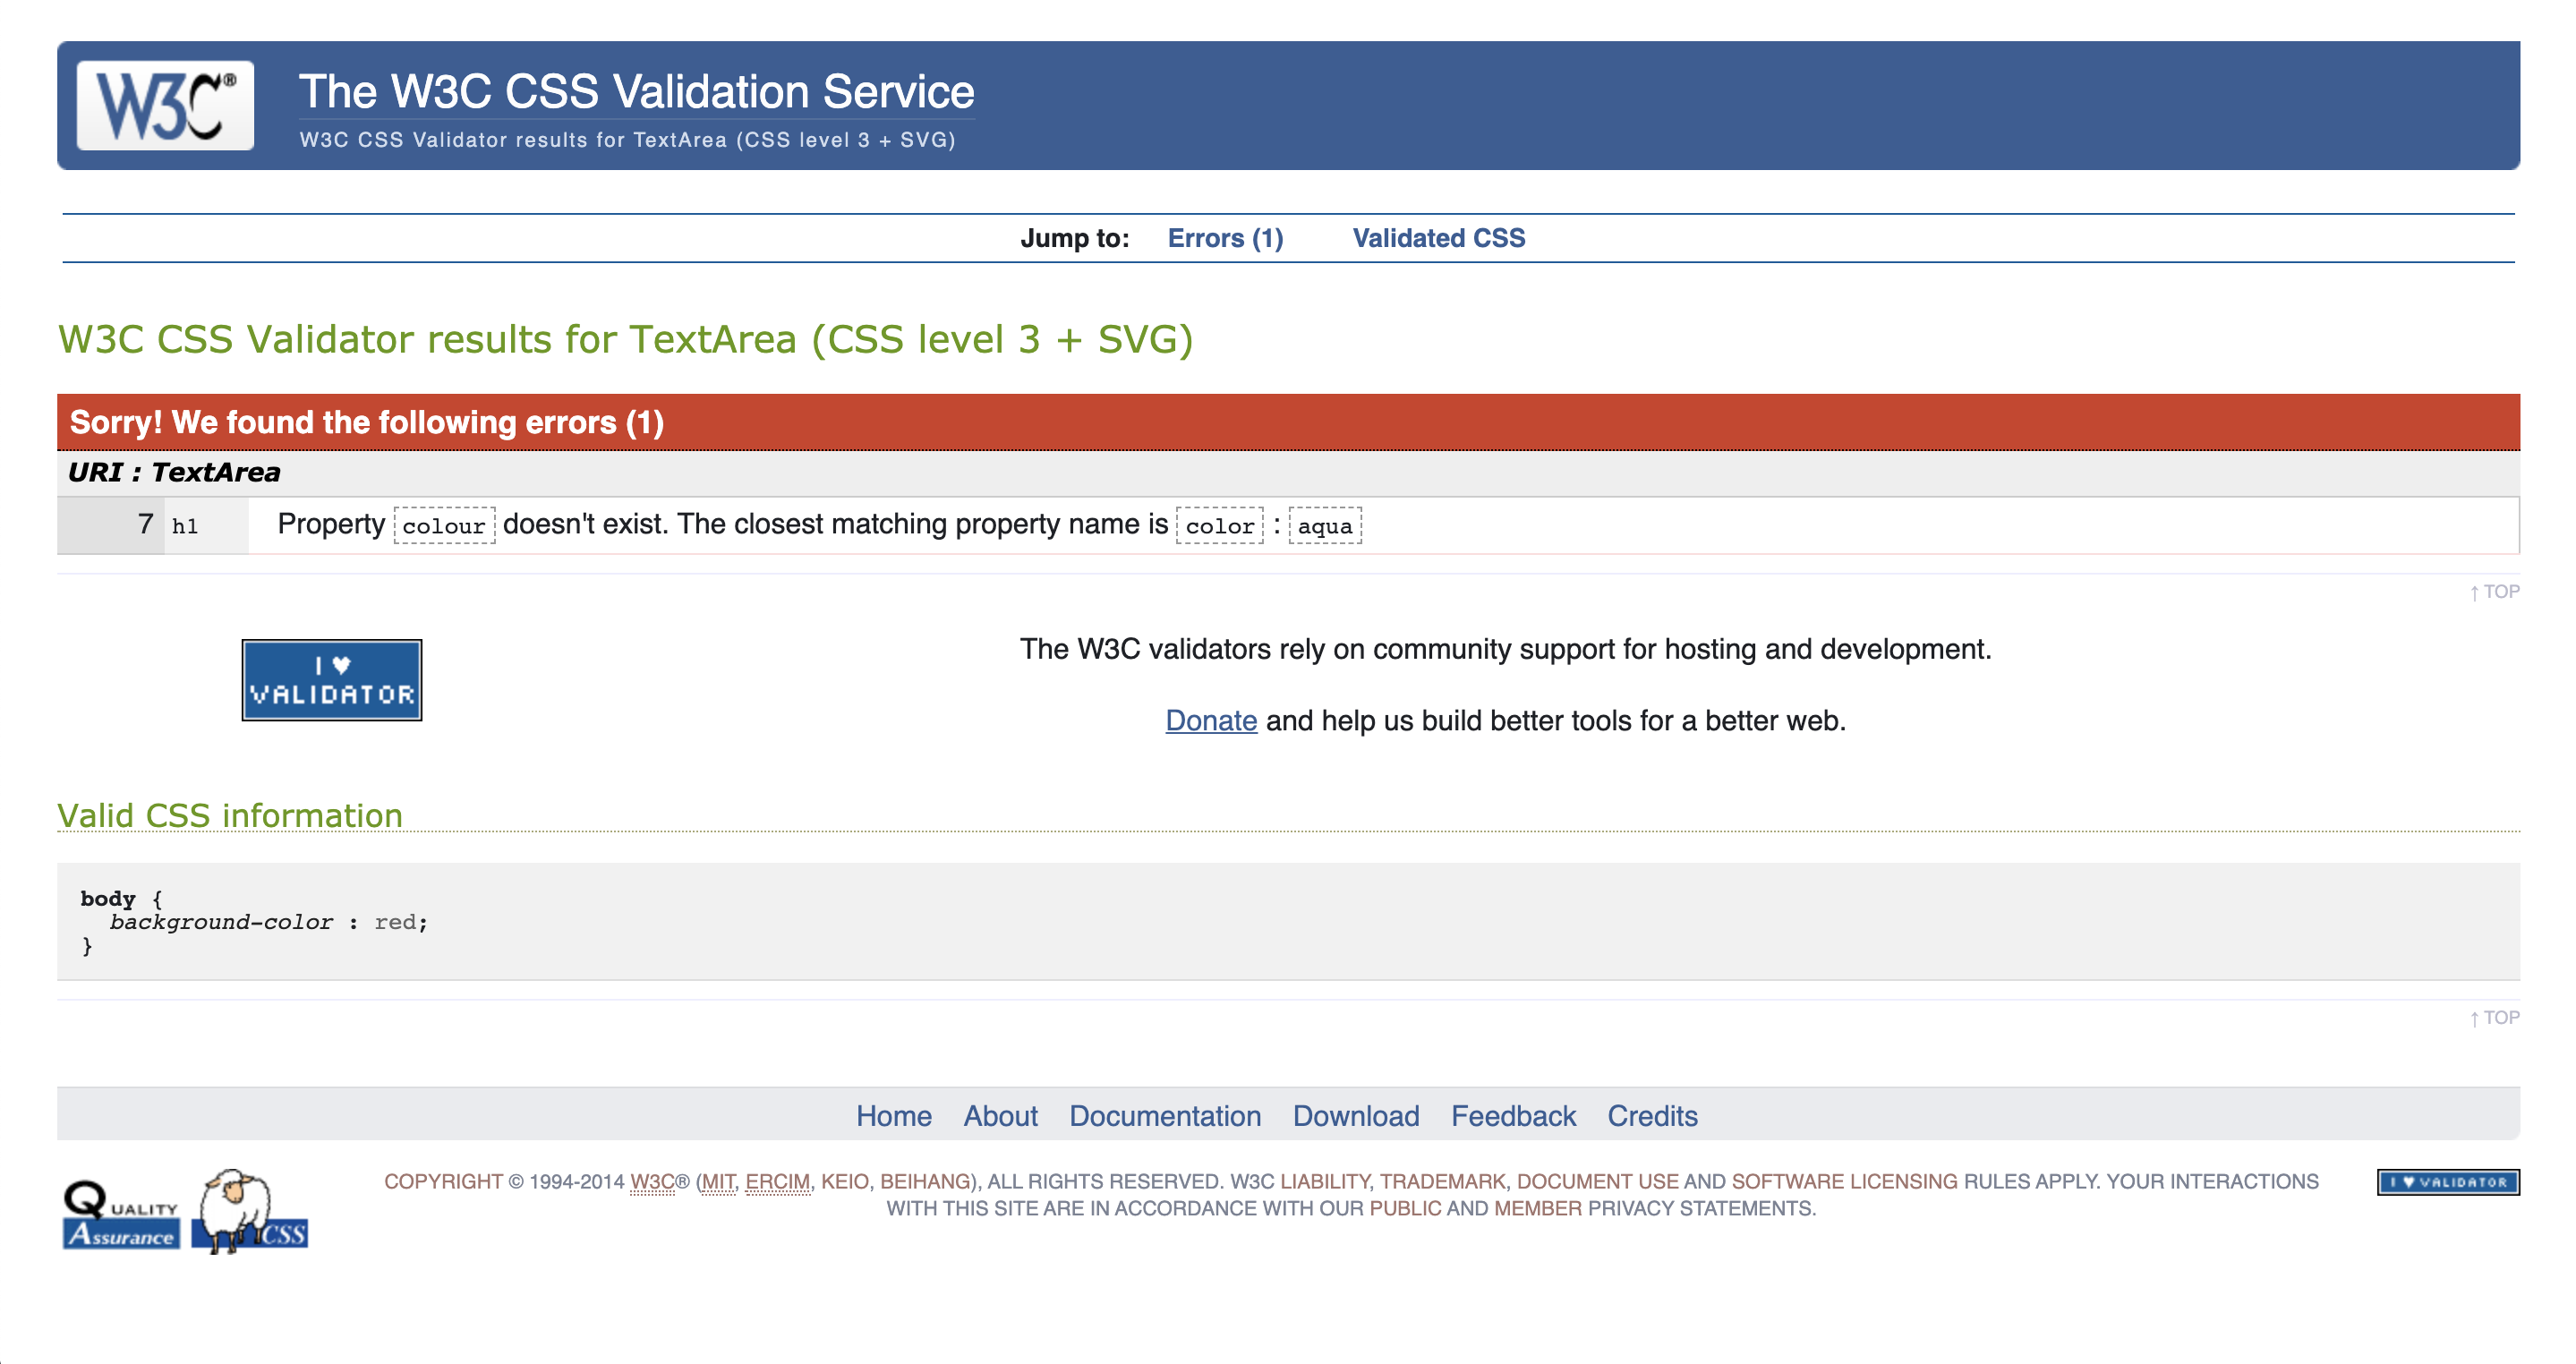 W3C®
The W3C CSS Validation Service
W3C CSS Validator results for TextArea (CSS level 3 + SVG)
Jump to: Errors (1) Validated CSS
W3C CSS Validator results for TextArea (CSS level 3 + SVG)
Sorry! We found the following errors (1)
URI : TextArea
7 h1 Property colour doesn't exist. The closest matching property name is color : aqua
↑ TOP
I ♥
VALIDATOR
The W3C validators rely on community support for hosting and development.
Donate and help us build better tools for a better web.
Valid CSS information
body {
background-color : red;
}
↑ TOP
Home About Documentation Download Feedback Credits
QUALITY
Assurance
CSS
COPYRIGHT © 1994-2014 W3C® (MIT, ERCIM, KEIO, BEIHANG), ALL RIGHTS RESERVED. W3C LIABILITY, TRADEMARK, DOCUMENT USE AND SOFTWARE LICENSING RULES APPLY. YOUR INTERACTIONS
WITH THIS SITE ARE IN ACCORDANCE WITH OUR PUBLIC AND MEMBER PRIVACY STATEMENTS.
I ♥ VALIDATOR